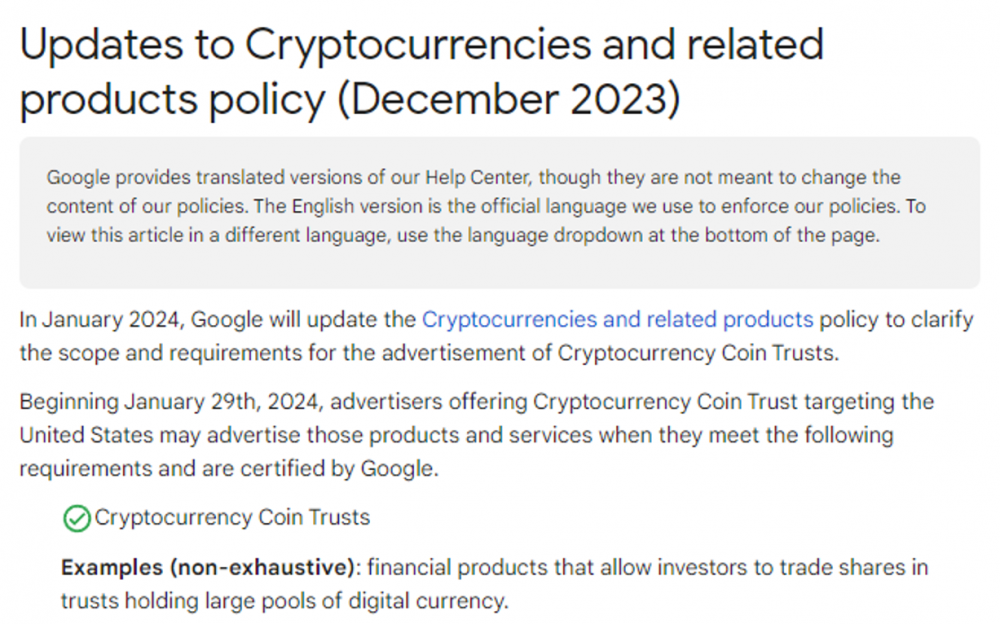 Updates to Cryptocurrencies and related
products policy (December 2023)
Google provides translated versions of our Help Center, though they are not meant to change the
content of our policies. The English version is the official language we use to enforce our policies. To
view this article in a different language, use the language dropdown at the bottom of the page.
In January 2024, Google will update the Cryptocurrencies and related products policy to clarify
the scope and requirements for the advertisement of Cryptocurrency Coin Trusts.
Beginning January 29th, 2024, advertisers offering Cryptocurrency Coin Trust targeting the
United States may advertise those products and services when they meet the following
requirements and are certified by Google.
Cryptocurrency Coin Trusts
Examples (non-exhaustive): financial products that allow investors to trade shares in
trusts holding large pools of digital currency.